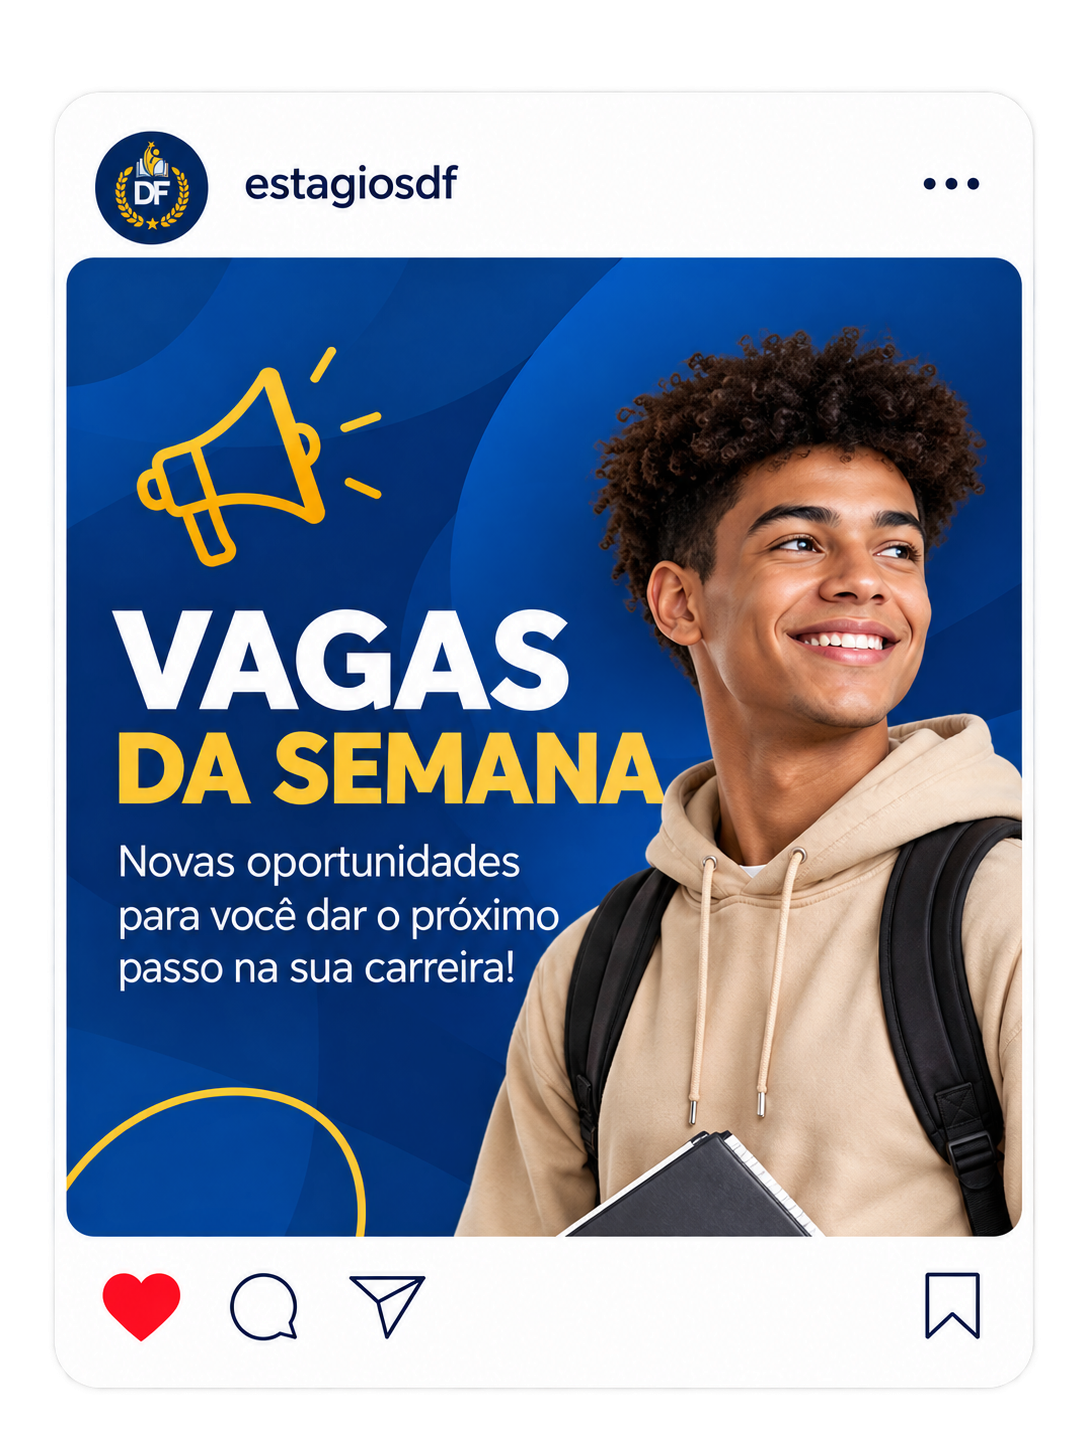 DF
estagiosdf
VAGAS
DA SEMANA
Novas oportunidades
para você dar o próximo
passo na sua carreira!